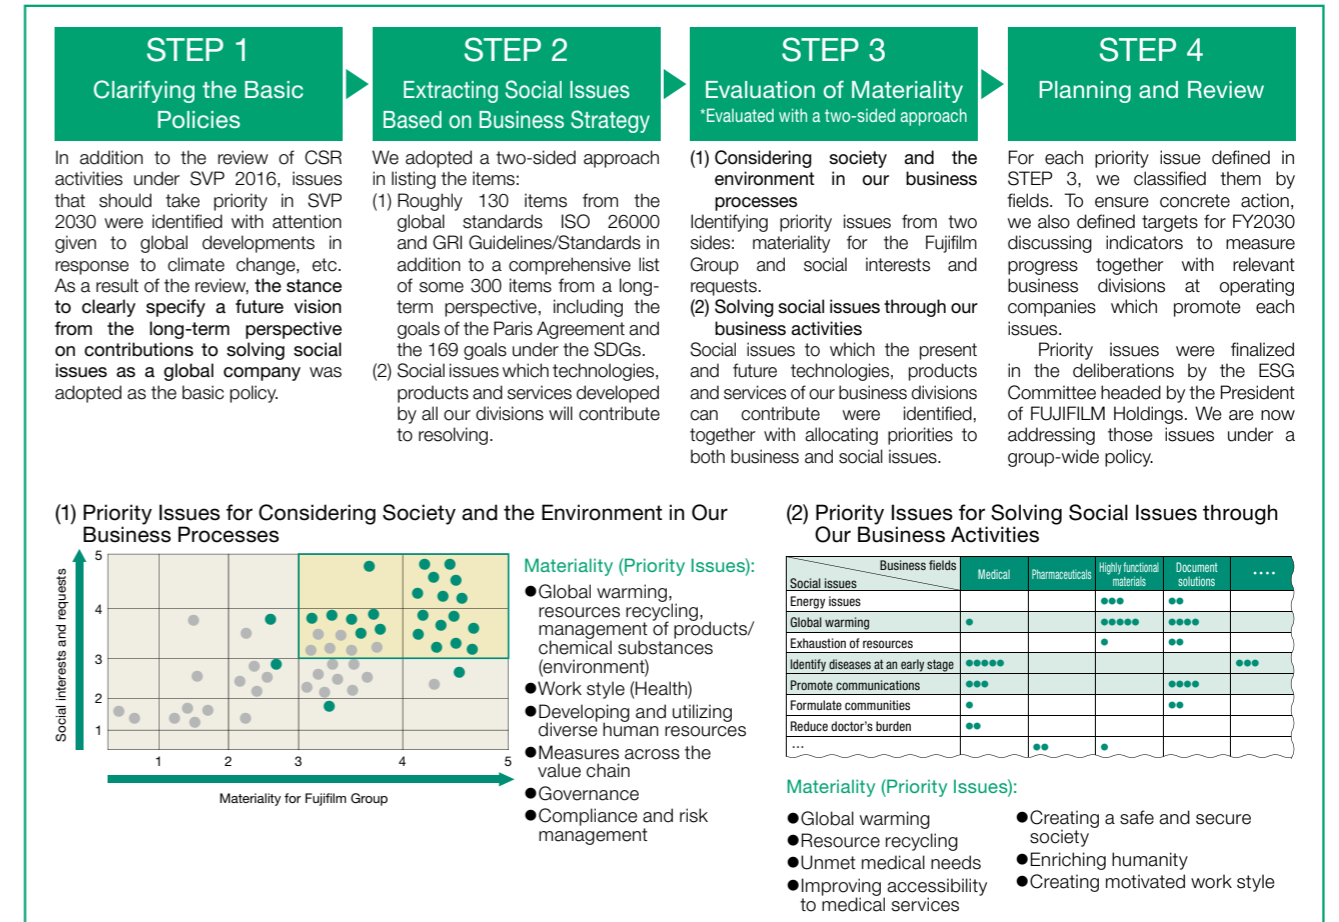 STEP 1
Clarifying the Basic
Policies
In addition to the review of CSR
activities under SVP 2016, issues
that should take priority in SVP
2030 were identified with attention
given to global developments in
response to climate change, etc.
As a result of the review, the stance
to clearly specify a future vision
from the long-term perspective
on contributions to solving social
issues as a global company was
adopted as the basic policy.
STEP 2
Extracting Social Issues
Based on Business Strategy
We adopted a two-sided approach
in listing the items:
(1) Roughly 130 items from the
global standards ISO 26000
and GRI Guidelines/Standards in
addition to a comprehensive list
of some 300 items from a long-
term perspective, including the
goals of the Paris Agreement and
the 169 goals under the SDGs.
(2) Social issues which technologies,
products and services developed
by all our divisions will contribute
to resolving.
STEP 3
Evaluation of Materiality
*Evaluated with a two-sided approach
(1) Considering society and the
environment in our business
processes
Identifying priority issues from two
sides: materiality for the Fujifilm
Group and social interests and
requests.
(2) Solving social issues through our
business activities
Social issues to which the present
and future technologies, products
and services of our business divisions
can contribute were identified,
together with allocating priorities to
both business and social issues.
STEP 4
Planning and Review
For each priority issue defined in
STEP 3, we classified them by
fields. To ensure concrete action,
we also defined targets for FY2030
discussing indicators to measure
progress together with relevant
business divisions at operating
companies which promote each
issues.
Priority issues were finalized
in the deliberations by the ESG
Committee headed by the President
of FUJIFILM Holdings. We are now
addressing those issues under a
group-wide policy.
(1) Priority Issues for Considering Society and the Environment in Our
Business Processes
Social interests and requests
5
4
3
2
1
1 2 3 4 5
Materiality for Fujifilm Group
Materiality (Priority Issues):
●Global warming,
resources recycling,
management of products/
chemical substances
(environment)
●Work style (Health)
●Developing and utilizing
diverse human resources
●Measures across the
value chain
●Governance
●Compliance and risk
management
(2) Priority Issues for Solving Social Issues through
Our Business Activities
Business fields
Social issues
Medical
Pharmaceuticals
Highly functional
materials
Document
solutions
····
Energy issues ●●● ●●
Global warming ● ●●●●● ●●●●
Exhaustion of resources ● ●●
Identify diseases at an early stage ●●●●● ●●●
Promote communications ●●● ●●●●
Formulate communities ● ●●
Reduce doctor's burden ●●
... ●● ●
Materiality (Priority Issues):
●Global warming
●Resource recycling
●Unmet medical needs
●Improving accessibility
to medical services
●Creating a safe and secure
society
●Enriching humanity
●Creating motivated work style